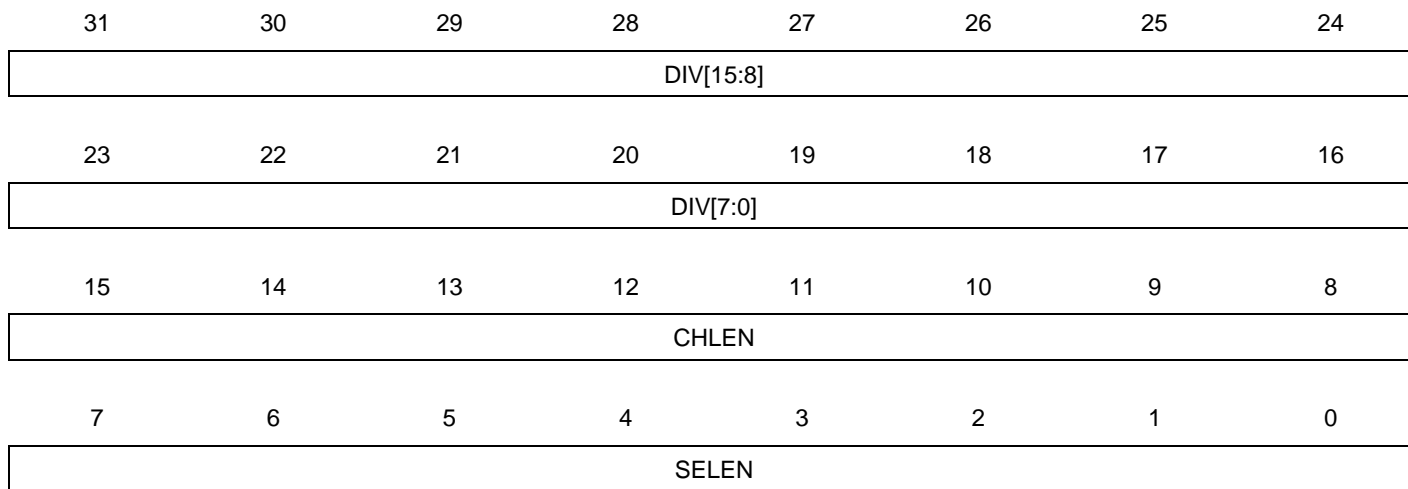 31 30 29 28 27 26 25 24
DIV[15:8]
23 22 21 20 19 18 17 16
DIV[7:0]
15 14 13 12 11 10 9 8
CHLEN
7 6 5 4 3 2 1 0
SELEN